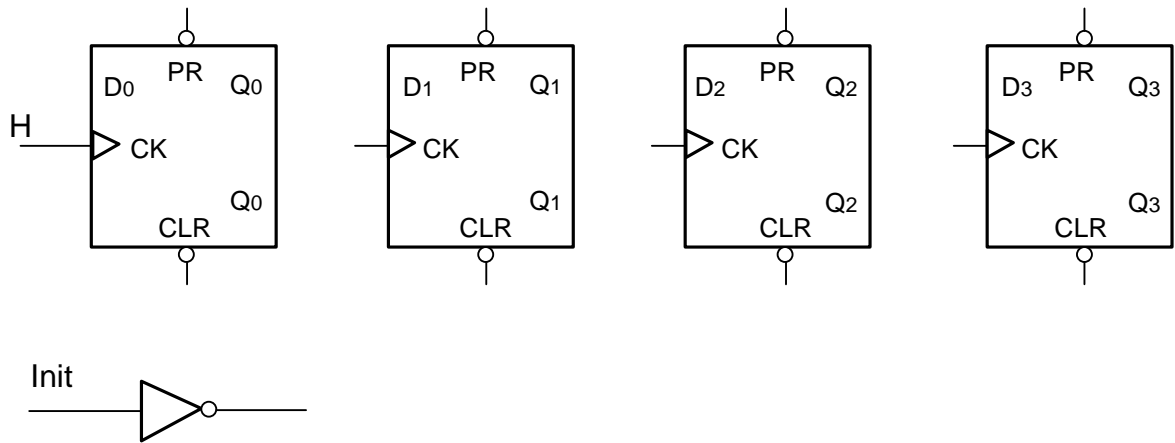 PR PR PR PR
D0 Q0 D1 Q1 D2 Q2 D3 Q3
H CK CK CK CK
Q0 Q1 Q2 Q3
CLR CLR CLR CLR
Init